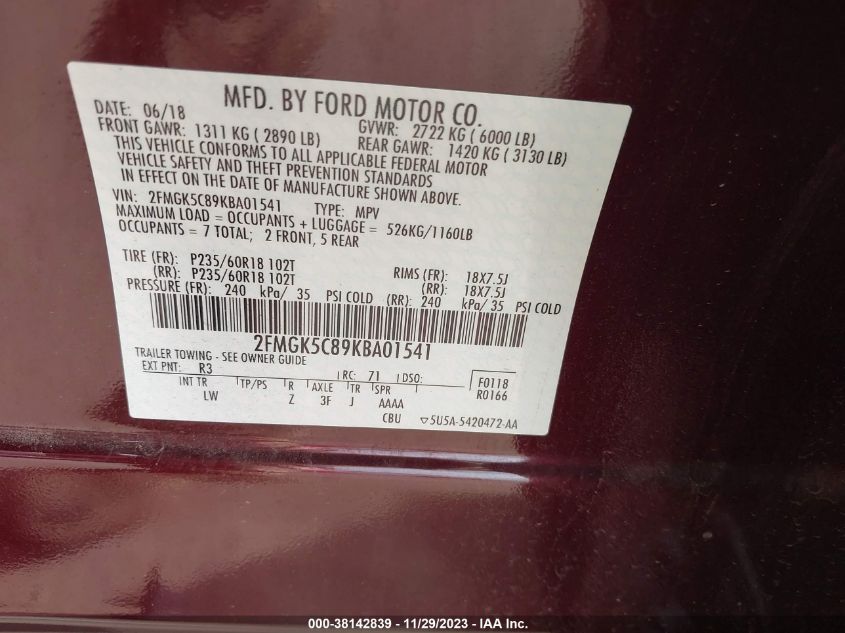 MFD. BY FORD MOTOR CO.
DATE: 06/18 GVWR: 2722 KG ( 6000 LB)
FRONT GAWR: 1311 KG ( 2890 LB) REAR GAWR: 1420 KG ( 3130 LB)
THIS VEHICLE CONFORMS TO ALL APPLICABLE FEDERAL MOTOR
VEHICLE SAFETY AND THEFT PREVENTION STANDARDS
IN EFFECT ON THE DATE OF MANUFACTURE SHOWN ABOVE.
VIN: 2FMGK5C89KBA01541 TYPE: MPV
MAXIMUM LOAD = OCCUPANTS + LUGGAGE = 526KG/1160LB
OCCUPANTS = 7 TOTAL; 2 FRONT, 5 REAR
TIRE (FR): P235/60R18 102T RIMS (FR): 18X7.5J
(RR): P235/60R18 102T (RR): 18X7.5J
PRESSURE (FR): 240 kPa/ 35 PSI COLD (RR): 240 kPa/ 35 PSI COLD
2FMGK5C89KBA01541
TRAILER TOWING - SEE OWNER GUIDE
EXT PNT: R3 RC: 71 DSO: F0118
INT TR TP/PS R AXLE TR SPR R0166
LW Z 3F J AAAA
CBU ▽5U5A-5420472-AA
000-38142839 - 11/29/2023 - IAA Inc.